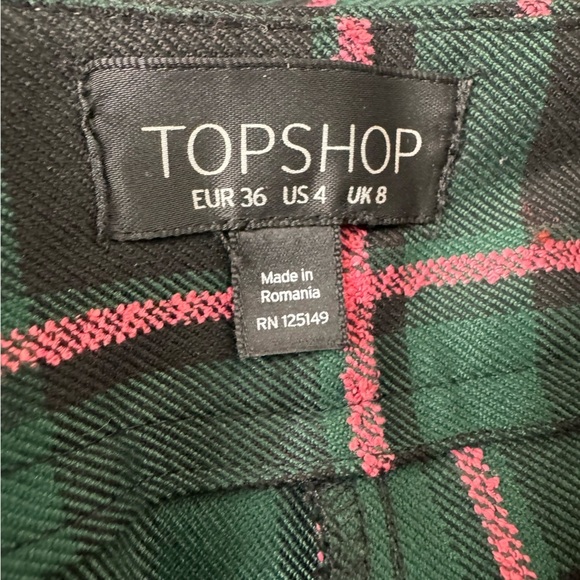 TOPSHOP
EUR 36 US 4 UK 8
Made in
Romania
RN 125149